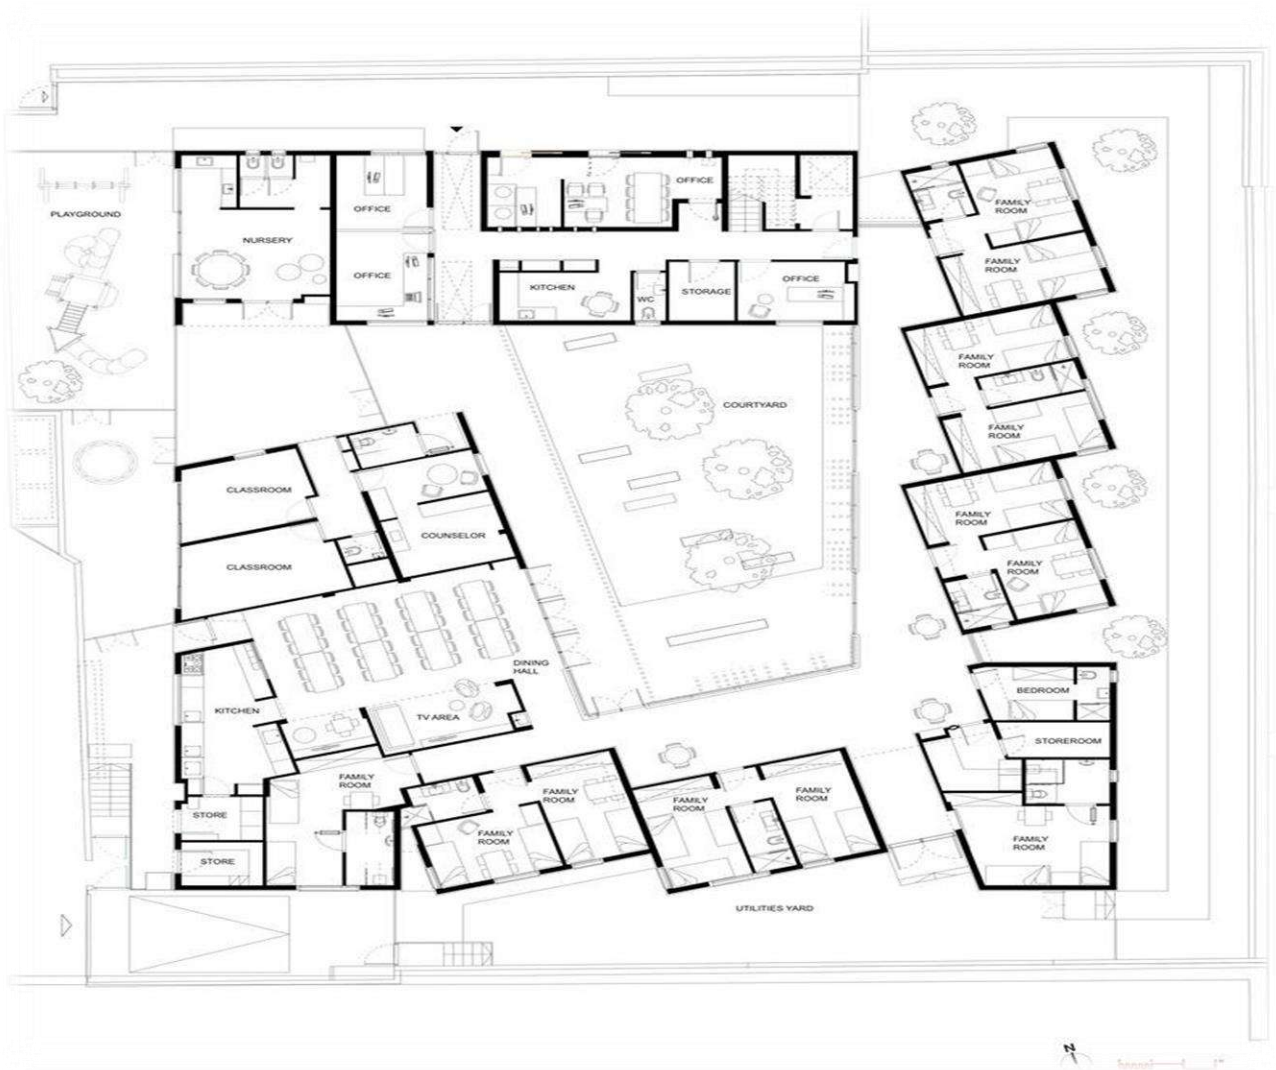 OFFICE
PLAYGROUND
OFFICE
FAMILY
ROOM
NURSERY
FAMILY
ROOM
OFFICE
OFFICE
KITCHEN
WC
STORAGE
FAMILY
ROOM
COURTYARD
FAMILY
ROOM
CLASSROOM
FAMILY
ROOM
COUNSELOR
CLASSROOM
FAMILY
ROOM
DINING
HALL
BEDROOM
KITCHEN
TV AREA
STOREROOM
FAMILY
ROOM
FAMILY
ROOM
FAMILY
ROOM
FAMILY
ROOM
STORE
FAMILY
ROOM
FAMILY
ROOM
STORE
UTILITIES YARD
N